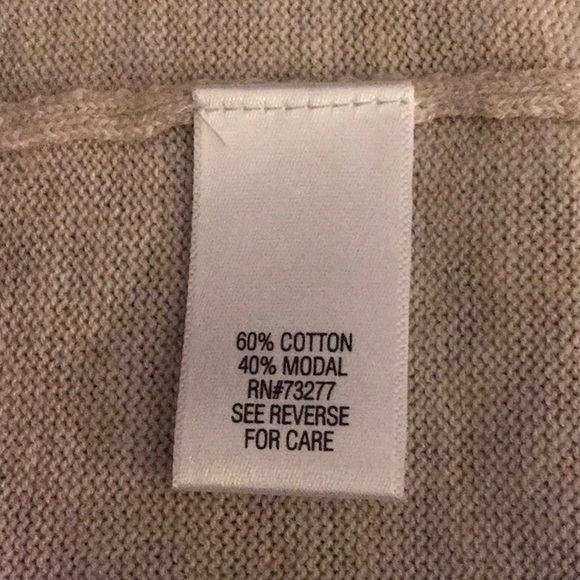 60% COTTON
40% MODAL
RN#73277
SEE REVERSE
FOR CARE